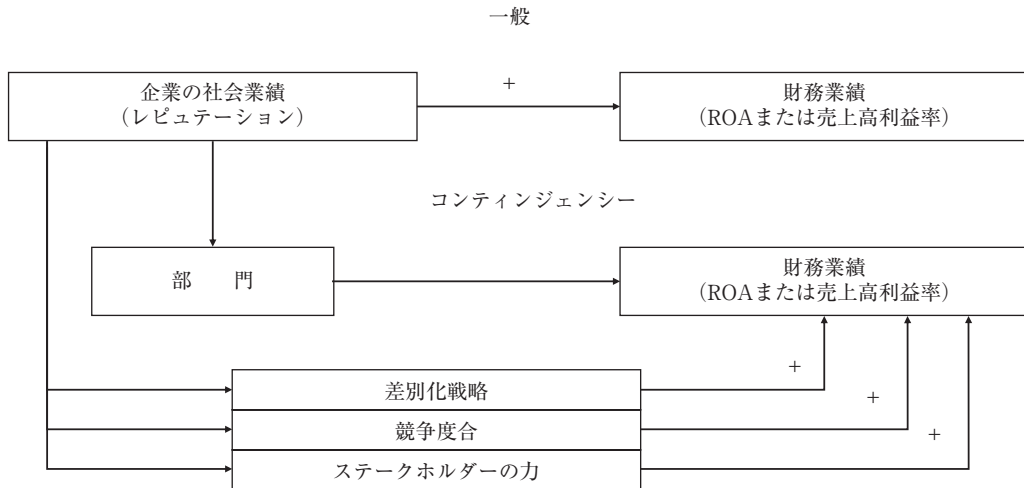 一般
企業の社会業績
（レピュテーション）
+
財務業績
（ROAまたは売上高利益率）
コンティンジェンシー
部　　門
財務業績
（ROAまたは売上高利益率）
+
差別化戦略
+
競争度合
+
ステークホルダーの力